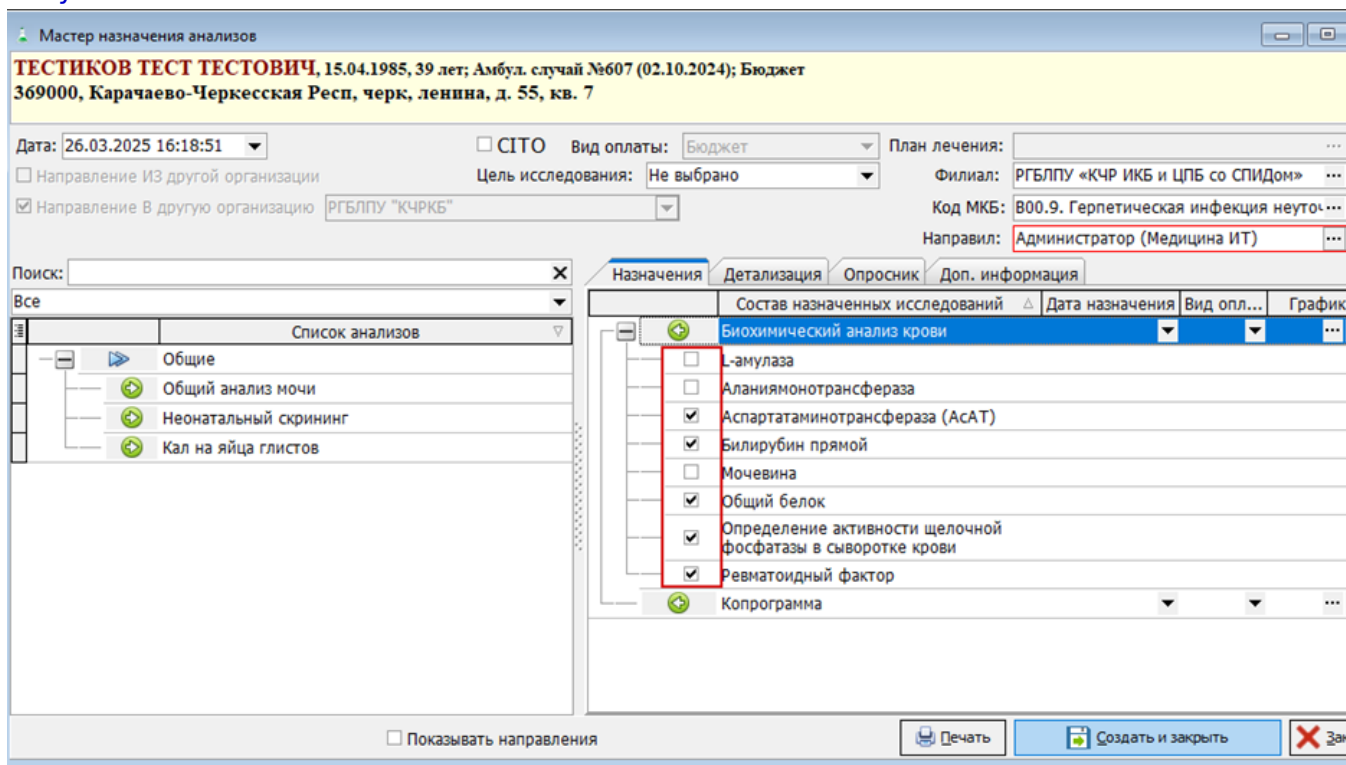 Мастер назначения анализов
ТЕСТИКОВ ТЕСТ ТЕСТОВИЧ, 15.04.1985, 39 лет; Амбул. случай №607 (02.10.2024); Бюджет
369000, Карачаево-Черкесская Респ, черк, ленина, д. 55, кв. 7
Дата: 26.03.2025 16:18:51 CITO Вид оплаты: Бюджет План лечения: ...
Направление ИЗ другой организации Цель исследования: Не выбрано Филиал: РГБЛПУ «КЧР ИКБ и ЦПБ со СПИДом» ...
Направление В другую организацию РГБЛПУ "КЧРКБ" Код МКБ: B00.9. Герпетическая инфекция неуточ ...
Направил: Администратор (Медицина ИТ) ...
Поиск: Назначения Детализация Опросник Доп. информация
Все Состав назначенных исследований Дата назначения Вид опл... График
Список анализов Биохимический анализ крови ...
Общие L-амулаза
Общий анализ мочи Аланиямонотрансфераза
Неонатальный скрининг Аспартатаминотрансфераза (АсАТ)
Кал на яйца глистов Билирубин прямой
Мочевина
Общий белок
Определение активности щелочной
фосфатазы в сыворотке крови
Ревматоидный фактор
Копрограмма ...
Показывать направления Печать Создать и закрыть